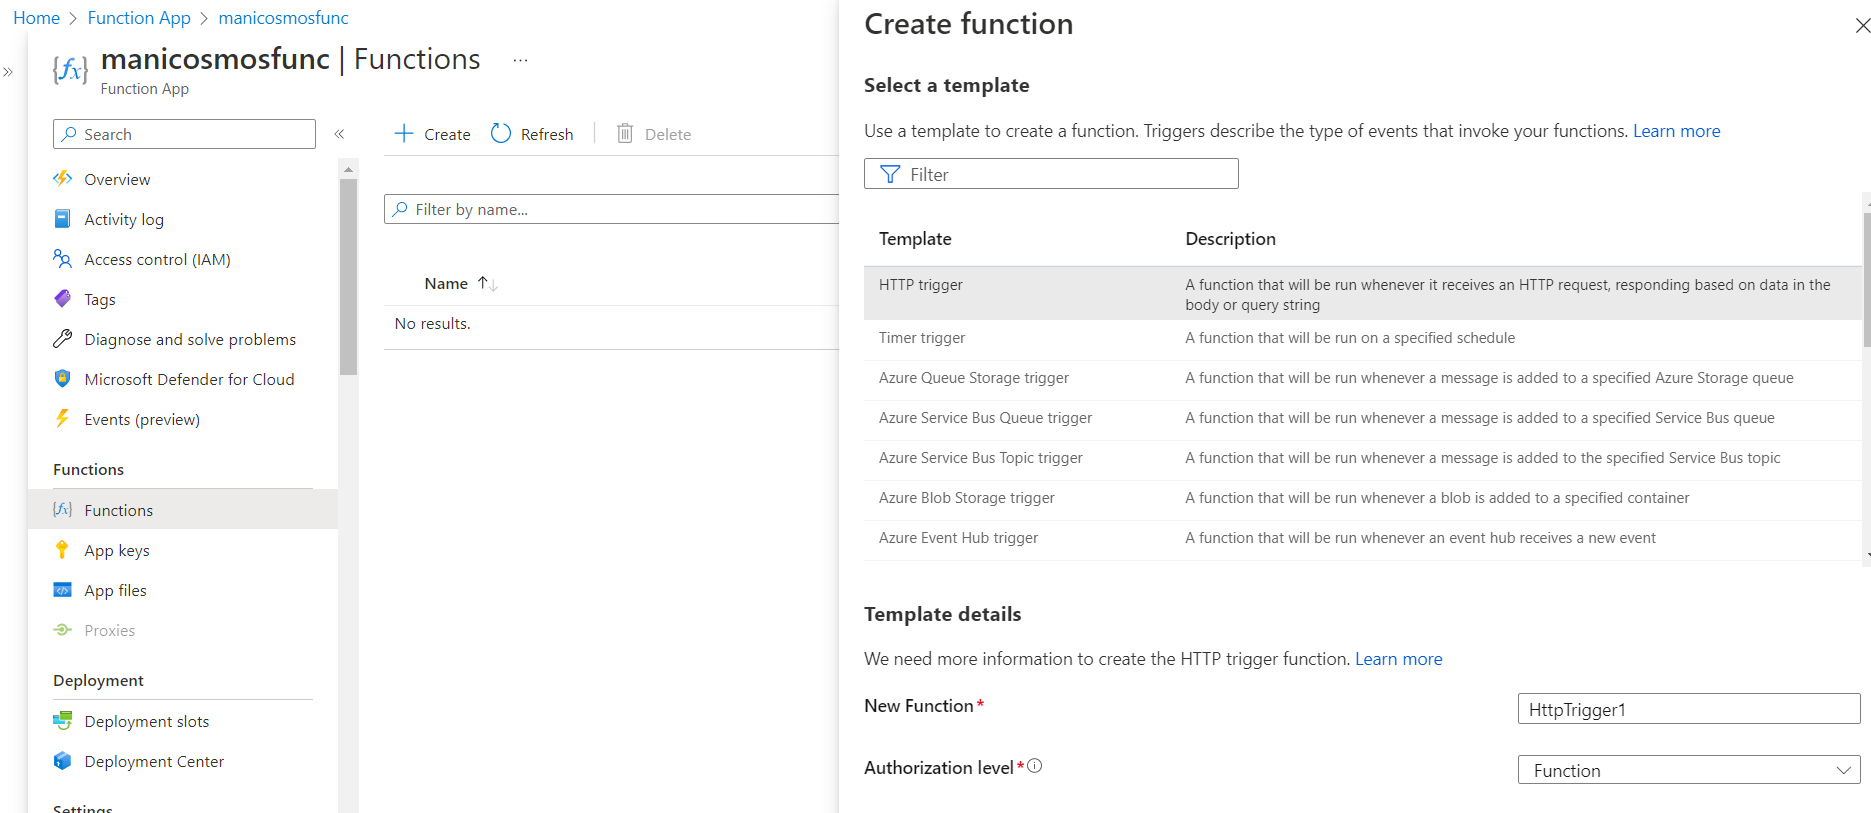 Home > Function App > manicosmosfunc
manicosmosfunc | Functions ...
Function App
Search
Overview
Activity log
Access control (IAM)
Tags
Diagnose and solve problems
Microsoft Defender for Cloud
Events (preview)
Functions
Functions
App keys
App files
Proxies
Deployment
Deployment slots
Deployment Center
Settings
Create
Refresh
Delete
Filter by name...
Name
No results.
Create function
Select a template
Use a template to create a function. Triggers describe the type of events that invoke your functions. Learn more
Filter
Template Description
HTTP trigger A function that will be run whenever it receives an HTTP request, responding based on data in the
body or query string
Timer trigger A function that will be run on a specified schedule
Azure Queue Storage trigger A function that will be run whenever a message is added to a specified Azure Storage queue
Azure Service Bus Queue trigger A function that will be run whenever a message is added to a specified Service Bus queue
Azure Service Bus Topic trigger A function that will be run whenever a message is added to the specified Service Bus topic
Azure Blob Storage trigger A function that will be run whenever a blob is added to a specified container
Azure Event Hub trigger A function that will be run whenever an event hub receives a new event
Template details
We need more information to create the HTTP trigger function. Learn more
New Function* HttpTrigger1
Authorization level* Function